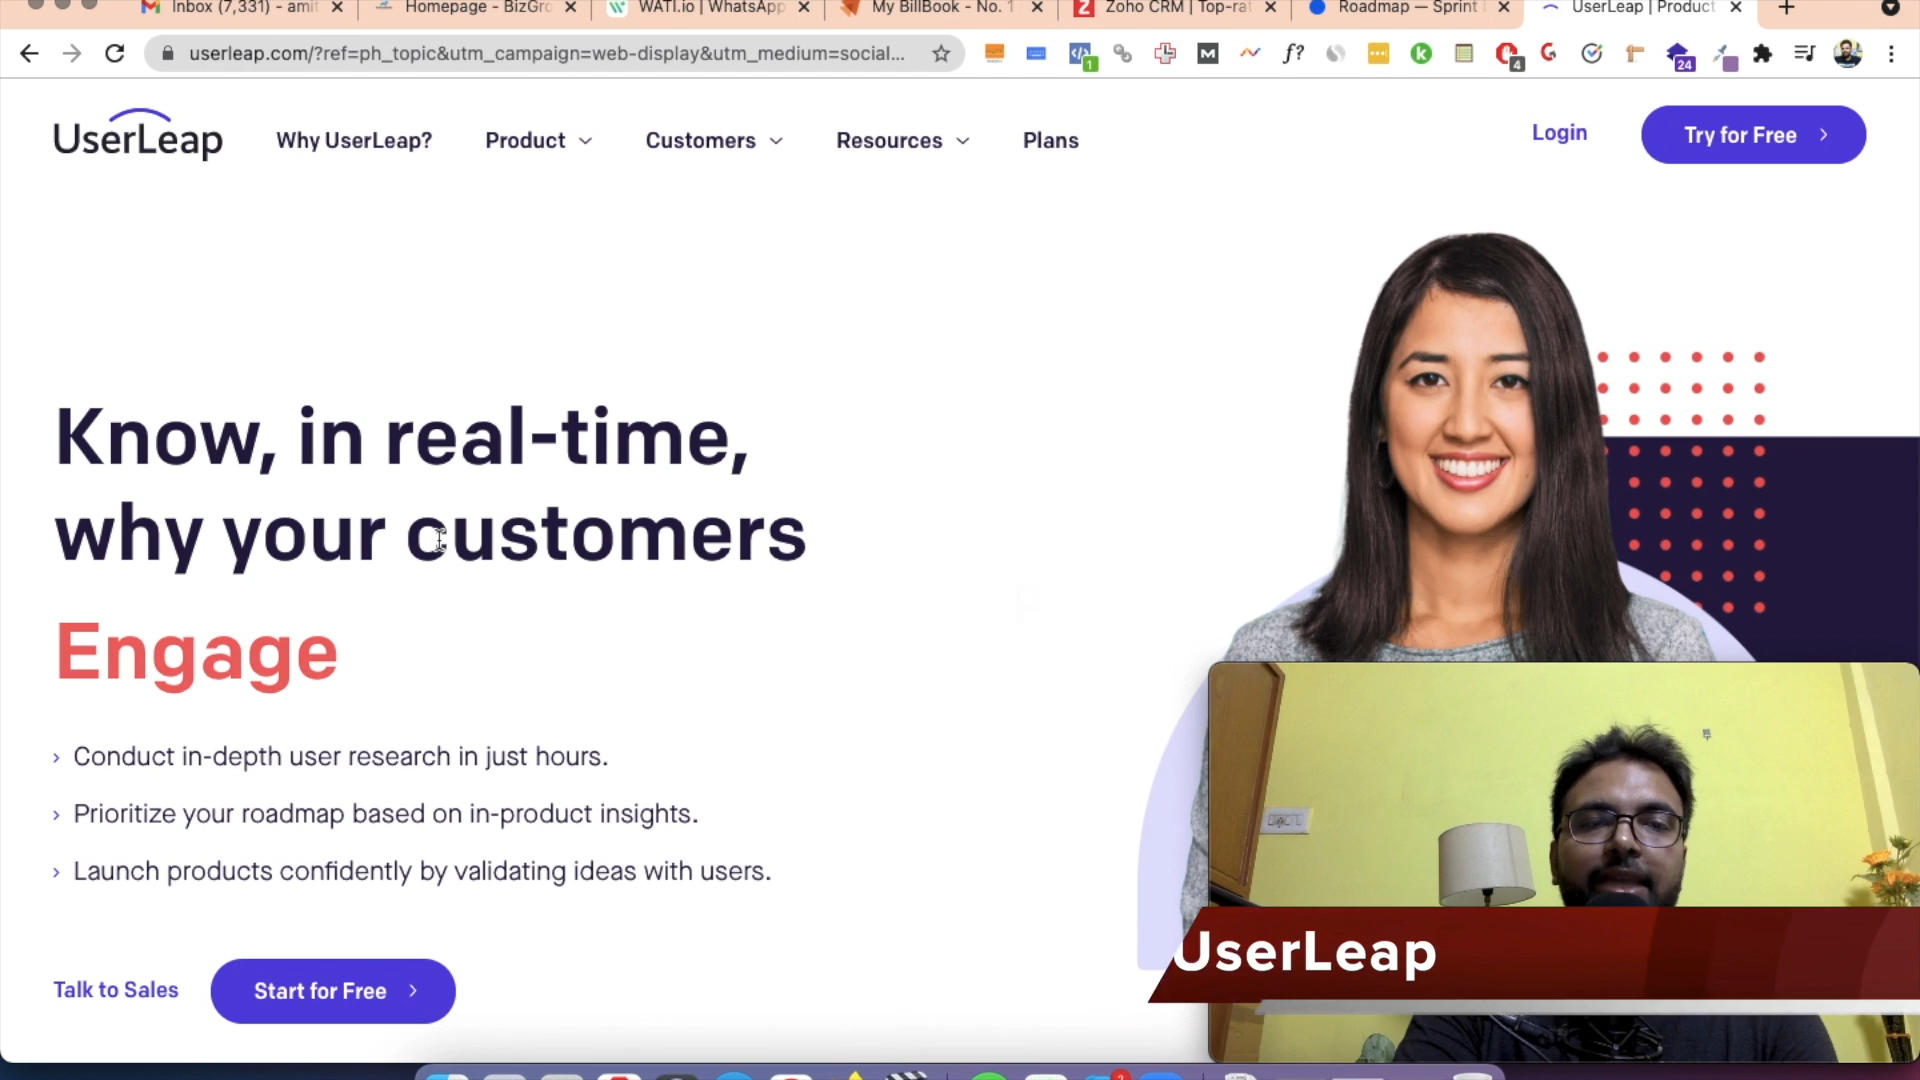 Inbox (7,331) - amit
Homepage - BizGro
WATI.io | WhatsApp
My BillBook - No. 1
Zoho CRM | Top-rat
Roadmap — Sprint
UserLeap | Product
userleap.com/?ref=ph_topic&utm_campaign=web-display&utm_medium=social...
1
M
f?
k
4
24
UserLeap
Why UserLeap?
Product
Customers
Resources
Plans
Login
Try for Free
Know, in real-time,
why your customers
Engage
Conduct in-depth user research in just hours.
Prioritize your roadmap based on in-product insights.
Launch products confidently by validating ideas with users.
Talk to Sales
Start for Free
UserLeap